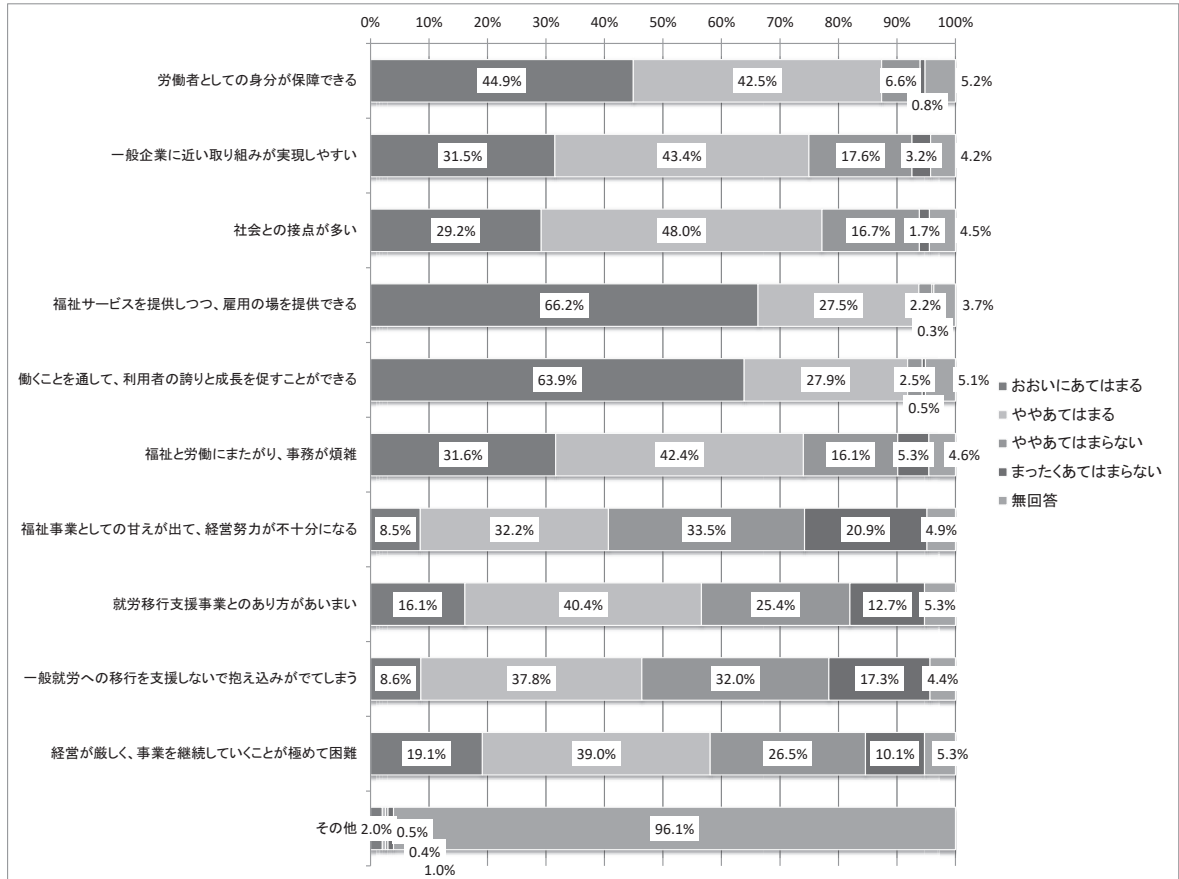 0% 10% 20% 30% 40% 50% 60% 70% 80% 90% 100%
労働者としての身分が保障できる 44.9% 42.5% 6.6% 0.8% 5.2%
一般企業に近い取り組みが実現しやすい 31.5% 43.4% 17.6% 3.2% 4.2%
社会との接点が多い 29.2% 48.0% 16.7% 1.7% 4.5%
福祉サービスを提供しつつ、雇用の場を提供できる 66.2% 27.5% 2.2% 0.3% 3.7%
働くことを通して、利用者の誇りと成長を促すことができる 63.9% 27.9% 2.5% 0.5% 5.1%
福祉と労働にまたがり、事務が煩雑 31.6% 42.4% 16.1% 5.3% 4.6%
福祉事業としての甘えが出て、経営努力が不十分になる 8.5% 32.2% 33.5% 20.9% 4.9%
就労移行支援事業とのあり方があいまい 16.1% 40.4% 25.4% 12.7% 5.3%
一般就労への移行を支援しないで抱え込みがでてしまう 8.6% 37.8% 32.0% 17.3% 4.4%
経営が厳しく、事業を継続していくことが極めて困難 19.1% 39.0% 26.5% 10.1% 5.3%
その他 2.0% 0.5% 0.4% 1.0% 96.1%
おおいにあてはまる
ややあてはまる
ややあてはまらない
まったくあてはまらない
無回答